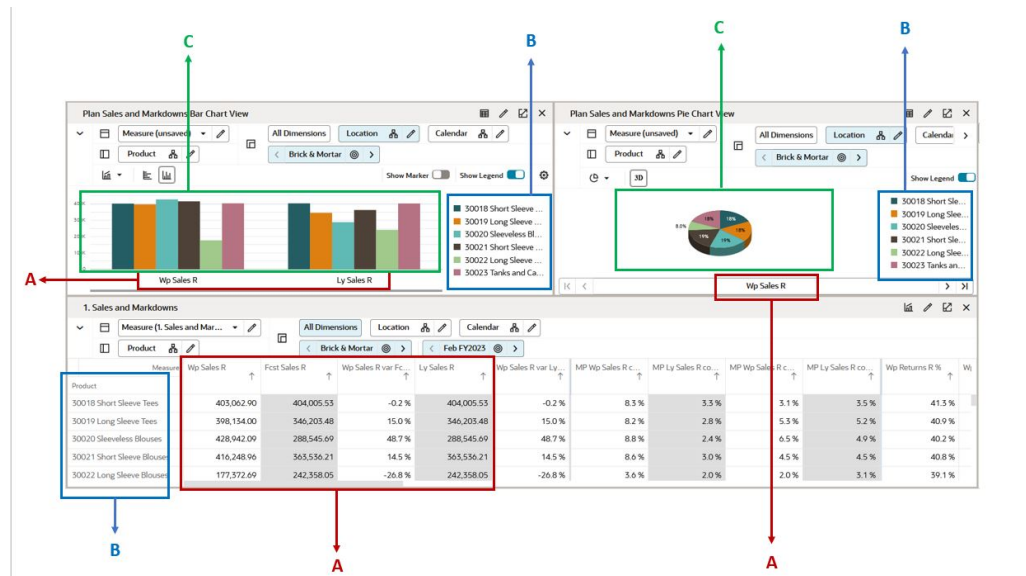 C
B
C
B
Plan Sales and Markdowns Bar Chart View
Plan Sales and Markdowns Pie Chart View
Measure (unsaved)
All Dimensions
Location
Calendar
Product
Brick & Mortar
Show Marker
Show Legend
Measure (unsaved)
All Dimensions
Location
Calendar
Product
Brick & Mortar
3D
Show Legend
30018 Short Sleeve ...
30019 Long Sleeve ...
30020 Sleeveless Bl...
30021 Short Sleeve ...
30022 Long Sleeve ...
30023 Tanks and Ca...
18%
18%
18%
19%
19%
8.0%
30018 Short Sle...
30019 Long Slee...
30020 Sleeveles...
30021 Short Sle...
30022 Long Slee...
30023 Tanks an...
A
Wp Sales R
Ly Sales R
Wp Sales R
1. Sales and Markdowns
Measure (1. Sales and Mar...
All Dimensions
Location
Calendar
Product
Brick & Mortar
Feb FY2023
Measure Wp Sales R Fcst Sales R Wp Sales R var Fc... Ly Sales R Wp Sales R var Ly... MP Wp Sales R c... MP Ly Sales R co... MP Wp Sales R c... MP Ly Sales R co... Wp Returns R %
Product
30018 Short Sleeve Tees 403,062.90 404,005.53 -0.2 % 404,005.53 -0.2 % 8.3 % 3.3 % 3.1 % 3.5 % 41.3 %
30019 Long Sleeve Tees 398,134.00 346,203.48 15.0 % 346,203.48 15.0 % 8.2 % 2.8 % 5.3 % 5.2 % 40.9 %
30020 Sleeveless Blouses 428,942.09 288,545.69 48.7 % 288,545.69 48.7 % 8.8 % 2.4 % 6.5 % 4.9 % 40.2 %
30021 Short Sleeve Blouses 416,248.96 363,536.21 14.5 % 363,536.21 14.5 % 8.6 % 3.0 % 4.5 % 4.5 % 40.8 %
30022 Long Sleeve Blouses 177,372.69 242,358.05 -26.8 % 242,358.05 -26.8 % 3.6 % 2.0 % 2.0 % 3.1 % 39.1 %
B
A
A